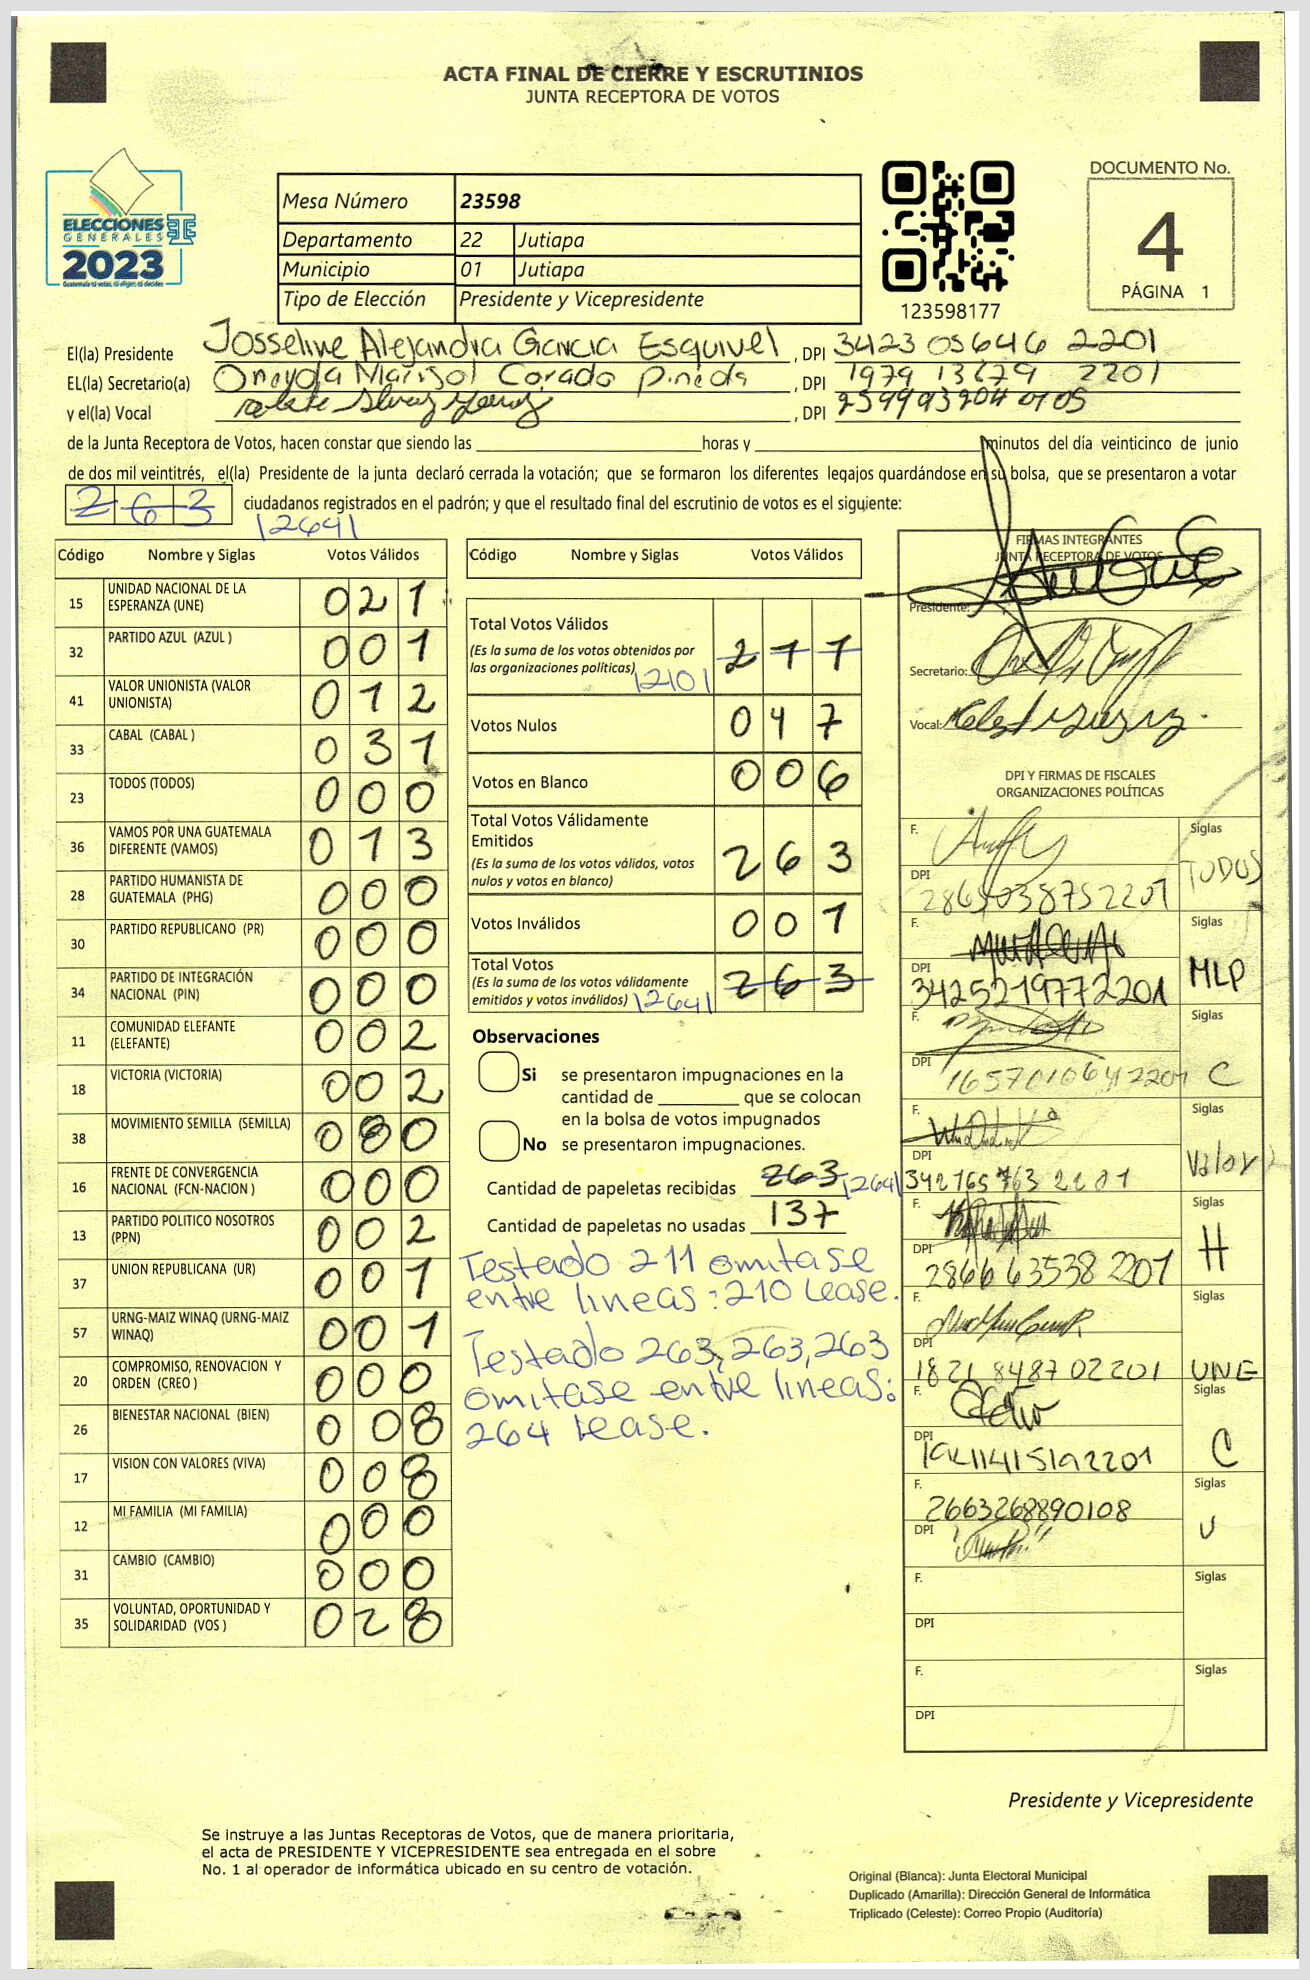 ACTA FINAL DE CIERRE Y ESCRUTINIOS
JUNTA RECEPTORA DE VOTOS
ELECCIONES
GENERALES
2023
Mesa Número 23598
Departamento 22 Jutiapa
Municipio 01 Jutiapa
Tipo de Elección Presidente y Vicepresidente
123598177
DOCUMENTO No.
4
PÁGINA 1
El(la) Presidente Josseline Alejandra Garcia Esquivel, DPI 3423 05646 2201
EL(la) Secretario(a) Oneyda Marisol Corado Pineda, DPI 1979 13679 2201
y el(la) Vocal , DPI
de la Junta Receptora de Votos, hacen constar que siendo las horas y minutos del día veinticinco de junio
de dos mil veintitrés, el(la) Presidente de la junta declaró cerrada la votación; que se formaron los diferentes legajos guardándose en su bolsa, que se presentaron a votar
263 ciudadanos registrados en el padrón; y que el resultado final del escrutinio de votos es el siguiente:
|264|
Código Nombre y Siglas Votos Válidos
15 UNIDAD NACIONAL DE LA ESPERANZA (UNE) 021
32 PARTIDO AZUL (AZUL ) 001
41 VALOR UNIONISTA (VALOR UNIONISTA) 012
33 CABAL (CABAL ) 031
23 TODOS (TODOS) 000
36 VAMOS POR UNA GUATEMALA DIFERENTE (VAMOS) 013
28 PARTIDO HUMANISTA DE GUATEMALA (PHG) 000
30 PARTIDO REPUBLICANO (PR) 000
34 PARTIDO DE INTEGRACIÓN NACIONAL (PIN) 000
11 COMUNIDAD ELEFANTE (ELEFANTE) 002
18 VICTORIA (VICTORIA) 002
38 MOVIMIENTO SEMILLA (SEMILLA) 080
16 FRENTE DE CONVERGENCIA NACIONAL (FCN-NACION ) 000
13 PARTIDO POLITICO NOSOTROS (PPN) 002
37 UNION REPUBLICANA (UR) 001
57 URNG-MAIZ WINAQ (URNG-MAIZ WINAQ) 001
20 COMPROMISO, RENOVACION Y ORDEN (CREO ) 000
26 BIENESTAR NACIONAL (BIEN) 008
17 VISION CON VALORES (VIVA) 008
12 MI FAMILIA (MI FAMILIA) 000
31 CAMBIO (CAMBIO) 000
35 VOLUNTAD, OPORTUNIDAD Y SOLIDARIDAD (VOS ) 028
Código Nombre y Siglas Votos Válidos
Total Votos Válidos
(Es la suma de los votos obtenidos por
las organizaciones políticas) |210| 211
Votos Nulos 047
Votos en Blanco 006
Total Votos Válidamente
Emitidos
(Es la suma de los votos válidos, votos
nulos y votos en blanco) 263
Votos Inválidos 001
Total Votos
(Es la suma de los votos válidamente
emitidos y votos inválidos) |264| 263
Observaciones
Si se presentaron impugnaciones en la
cantidad de ________ que se colocan
en la bolsa de votos impugnados
No se presentaron impugnaciones.
Cantidad de papeletas recibidas 263 |264|
Cantidad de papeletas no usadas 137
Testado 211 omitase
entre lineas: 210 Lease.
Testado 263, 263, 263
omitase entre lineas:
264 lease.
FIRMAS INTEGRANTES
JUNTA RECEPTORA DE VOTOS
Presidente:
Secretario:
Vocal:
DPI Y FIRMAS DE FISCALES
ORGANIZACIONES POLÍTICAS
F. Siglas
DPI TODOS
F. Siglas
DPI 3425219772201 MLP
F. Siglas
DPI C
F. Siglas
DPI Valor
F. Siglas
DPI 2866 63538 2201 H
F. Siglas
DPI 1821 8487 02201 UNE
F. Siglas
DPI C
F. 2663268890108 Siglas
DPI U
F. Siglas
DPI
F. Siglas
DPI
Presidente y Vicepresidente
Se instruye a las Juntas Receptoras de Votos, que de manera prioritaria,
el acta de PRESIDENTE Y VICEPRESIDENTE sea entregada en el sobre
No. 1 al operador de informática ubicado en su centro de votación.
Original (Blanca): Junta Electoral Municipal
Duplicado (Amarilla): Dirección General de Informática
Triplicado (Celeste): Correo Propio (Auditoría)